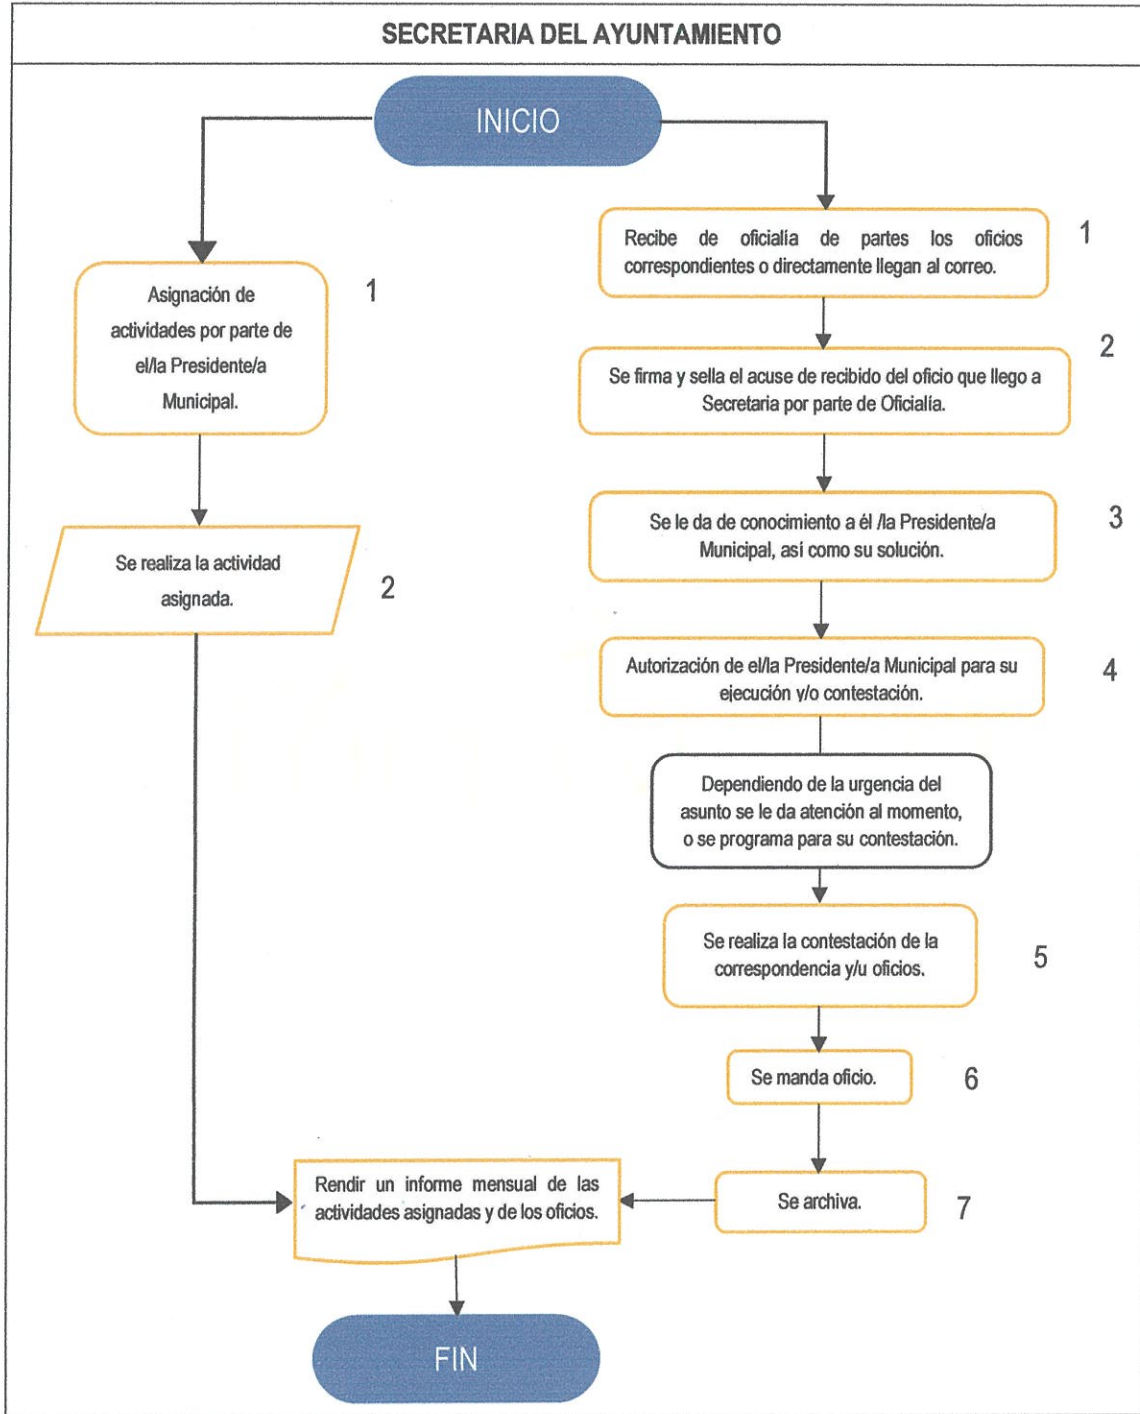 SECRETARIA DEL AYUNTAMIENTO
INICIO
Asignación de
actividades por parte de
el/la Presidente/a
Municipal.
1
Se realiza la actividad
asignada.
2
Recibe de oficialía de partes los oficios
correspondientes o directamente llegan al correo.
1
Se firma y sella el acuse de recibido del oficio que llego a
Secretaria por parte de Oficialía.
2
Se le da de conocimiento a él /la Presidente/a
Municipal, así como su solución.
3
Autorización de el/la Presidente/a Municipal para su
ejecución y/o contestación.
4
Dependiendo de la urgencia del
asunto se le da atención al momento,
o se programa para su contestación.
Se realiza la contestación de la
correspondencia y/u oficios.
5
Se manda oficio.
6
Se archiva.
7
Rendir un informe mensual de las
actividades asignadas y de los oficios.
FIN